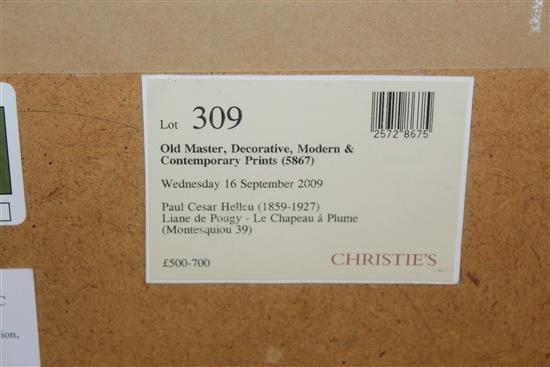 Lot 309
2572 8675
Old Master, Decorative, Modern &
Contemporary Prints (5867)
Wednesday 16 September 2009
Paul Cesar Helleu (1859-1927)
Liane de Pougy - Le Chapeau á Plume
(Montesquiou 39)
£500-700
CHRISTIE'S
C
tion,